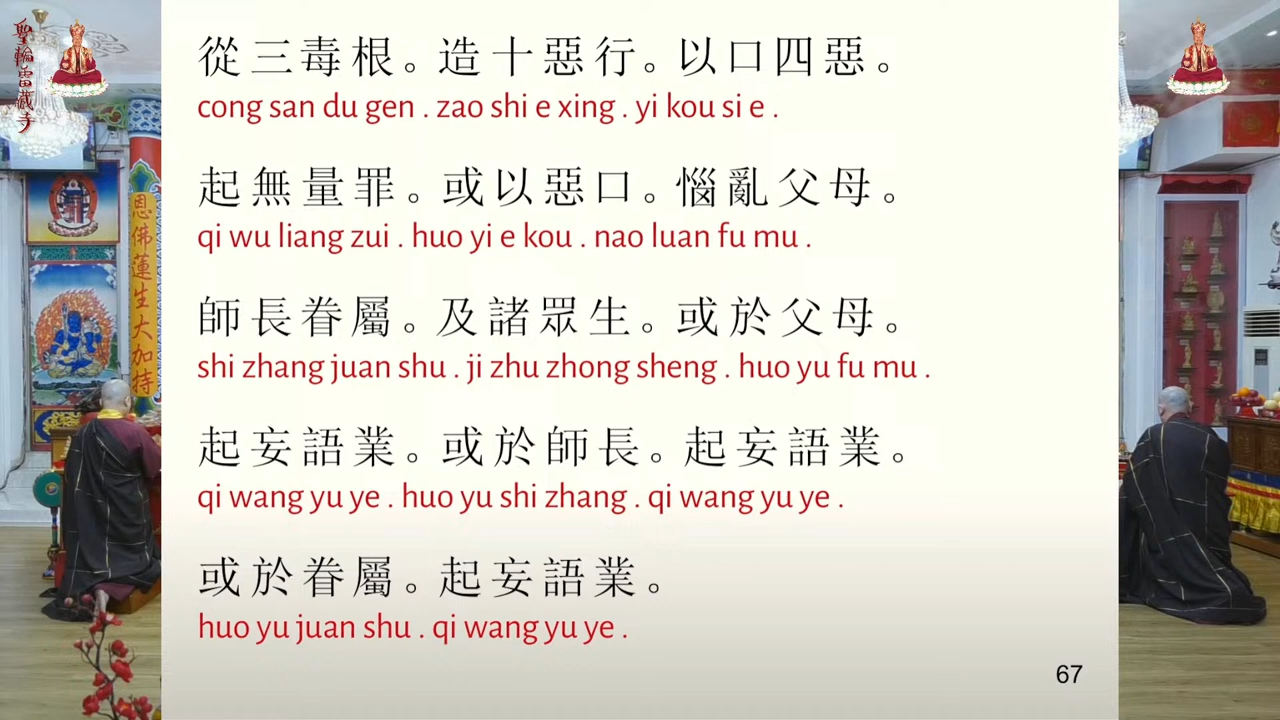 聖輪雷藏寺
恩佛蓮生大加持
從三毒根。造十惡行。以口四惡。
cong san du gen . zao shi e xing . yi kou si e .
起無量罪。或以惡口。惱亂父母。
qi wu liang zui . huo yi e kou . nao luan fu mu .
師長眷屬。及諸眾生。或於父母。
shi zhang juan shu . ji zhu zhong sheng . huo yu fu mu .
起妄語業。或於師長。起妄語業。
qi wang yu ye . huo yu shi zhang . qi wang yu ye .
或於眷屬。起妄語業。
huo yu juan shu . qi wang yu ye .
67